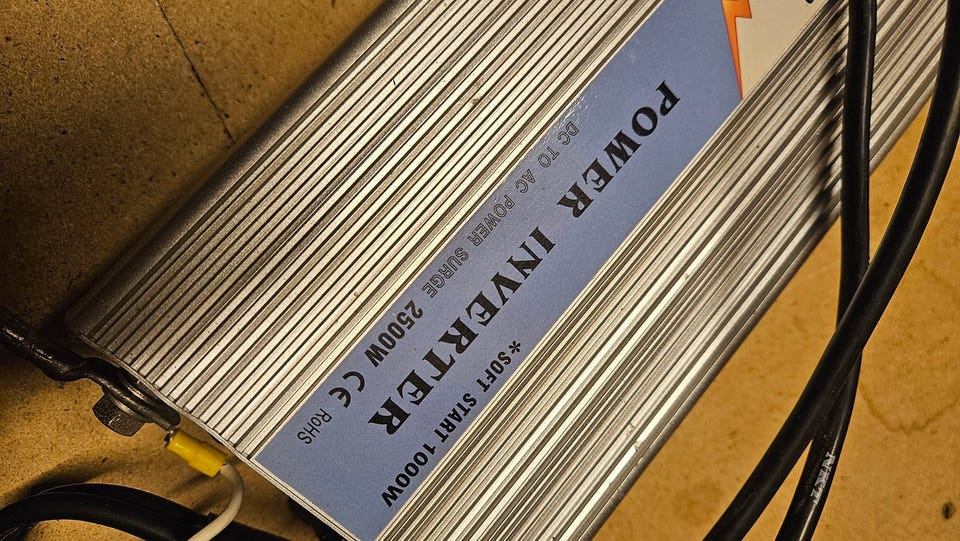 *SOFT START 1000W
POWER INVERTER
DC TO AC POWER SURGE 2500W CE RoHS